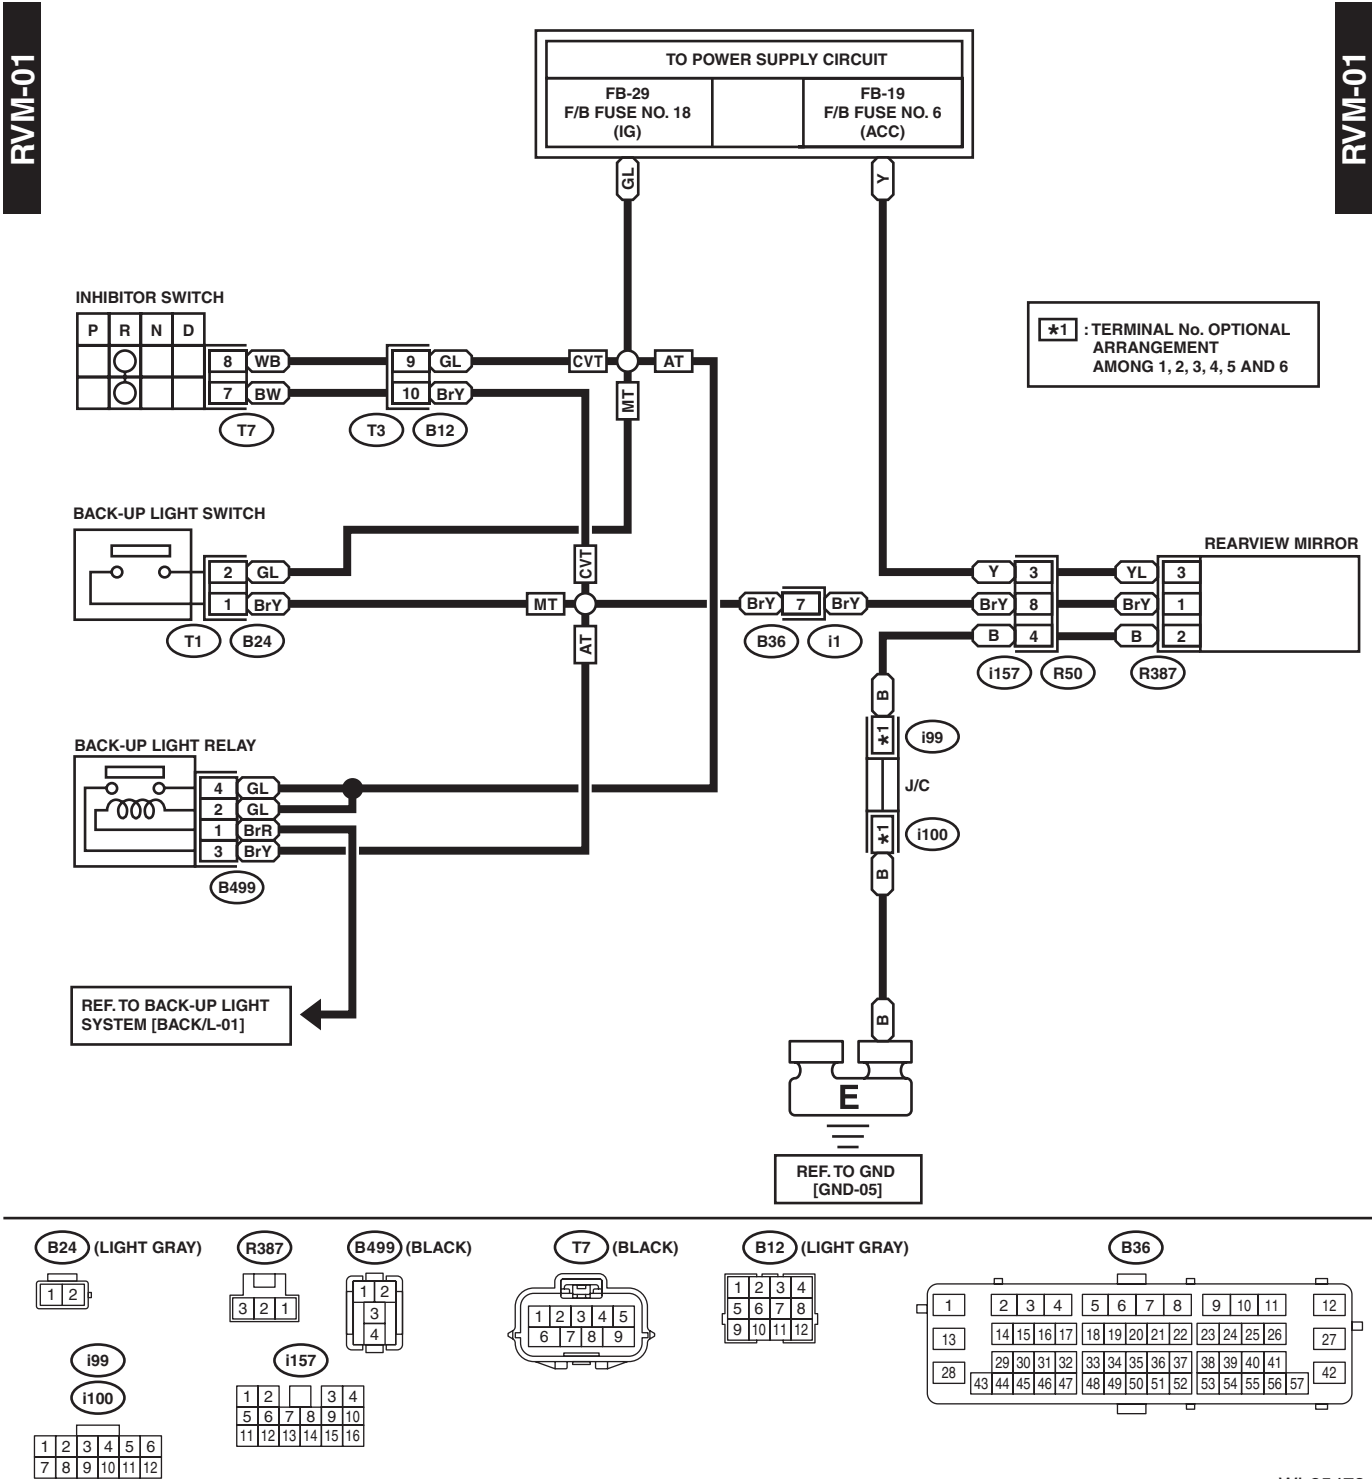 RVM-01
RVM-01
TO POWER SUPPLY CIRCUIT
FB-29
F/B FUSE NO. 18
(IG)
FB-19
F/B FUSE NO. 6
(ACC)
GL
Y
*1 : TERMINAL No. OPTIONAL
ARRANGEMENT
AMONG 1, 2, 3, 4, 5 AND 6
INHIBITOR SWITCH
P R N D
8 WB 9 GL CVT AT
7 BW 10 BrY MT
T7 T3 B12
BACK-UP LIGHT SWITCH
2 GL CVT
1 BrY MT
T1 B24 AT
BrY 7 BrY
B36 i1
REARVIEW MIRROR
Y 3 YL 3
BrY 8 BrY 1
B 4 B 2
i157 R50 R387
B
*1 i99
J/C
*1 i100
B
B
E
REF. TO GND
[GND-05]
BACK-UP LIGHT RELAY
4 GL
2 GL
1 BrR
3 BrY
B499
REF. TO BACK-UP LIGHT
SYSTEM [BACK/L-01]
B24 (LIGHT GRAY)
1 2
R387
3 2 1
B499 (BLACK)
1 2
3
4
T7 (BLACK)
1 2 3 4 5
6 7 8 9
B12 (LIGHT GRAY)
1 2 3 4
5 6 7 8
9 10 11 12
B36
1 2 3 4 5 6 7 8 9 10 11 12
13 14 15 16 17 18 19 20 21 22 23 24 25 26 27
28 29 30 31 32 33 34 35 36 37 38 39 40 41 42
43 44 45 46 47 48 49 50 51 52 53 54 55 56 57
i99
i100
1 2 3 4 5 6
7 8 9 10 11 12
i157
1 2 3 4
5 6 7 8 9 10
11 12 13 14 15 16